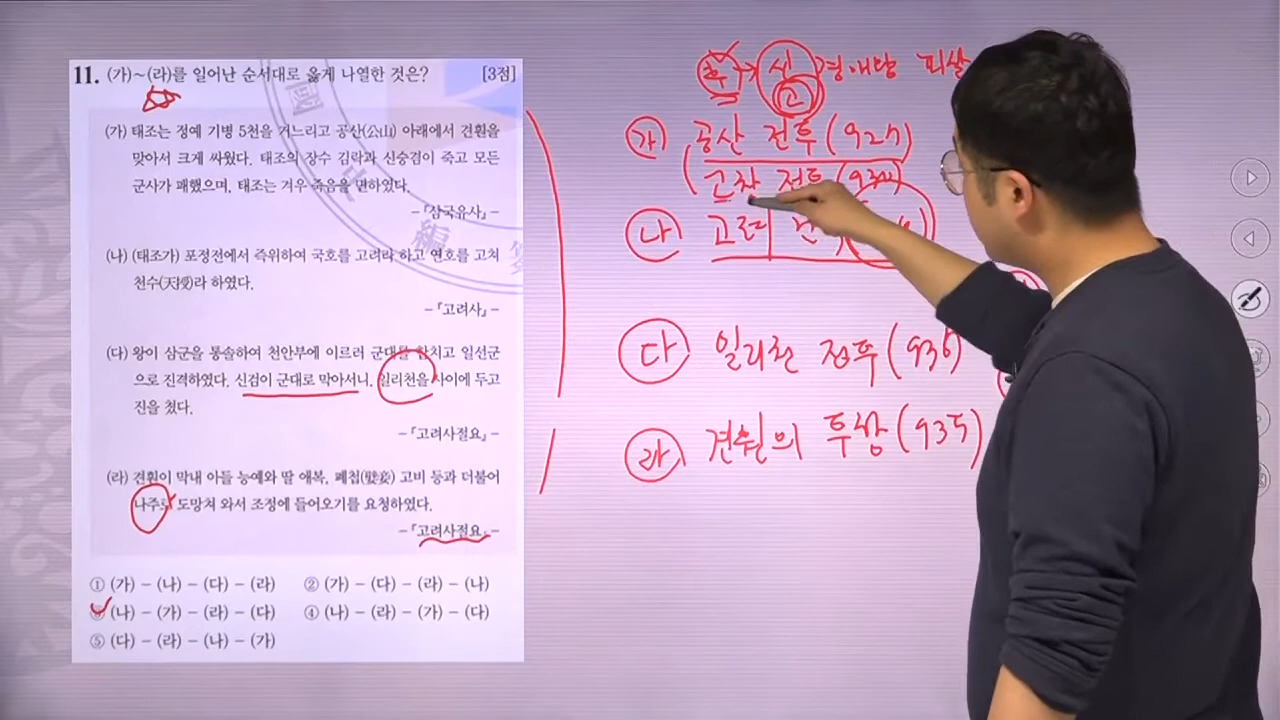 11. (가)~(라)를 일어난 순서대로 옳게 나열한 것은? [3점]
(가) 태조는 정예 기병 5천을 거느리고 공산(公山) 아래에서 견훤을
맞아서 크게 싸웠다. 태조의 장수 김락과 신숭겸이 죽고 모든
군사가 패했으며, 태조는 겨우 죽음을 면하였다.
-『삼국유사』-
(나) (태조가) 포정전에서 즉위하여 국호를 고려라 하고 연호를 고쳐
천수(天授)라 하였다.
-『고려사』-
(다) 왕이 삼군을 통솔하여 천안부에 이르러 군대를 합치고 일선군
으로 진격하였다. 신검이 군대로 막아서니, 일리천을 사이에 두고
진을 쳤다.
-『고려사절요』-
(라) 견훤이 막내 아들 능예와 딸 애복, 폐첩(嬖妾) 고비 등과 더불어
나주로 도망쳐 와서 조정에 들어오기를 요청하였다.
-『고려사절요』-
① (가) - (나) - (다) - (라) ② (가) - (다) - (라) - (나)
(나) - (가) - (라) - (다) ④ (나) - (라) - (가) - (다)
⑤ (다) - (라) - (나) - (가)
후 → 신 경애왕 피살
고
가 공산 전투(927)
고창 전투(930)
나 고려
다 일리천 전투(936)
라 견훤의 투항(935)